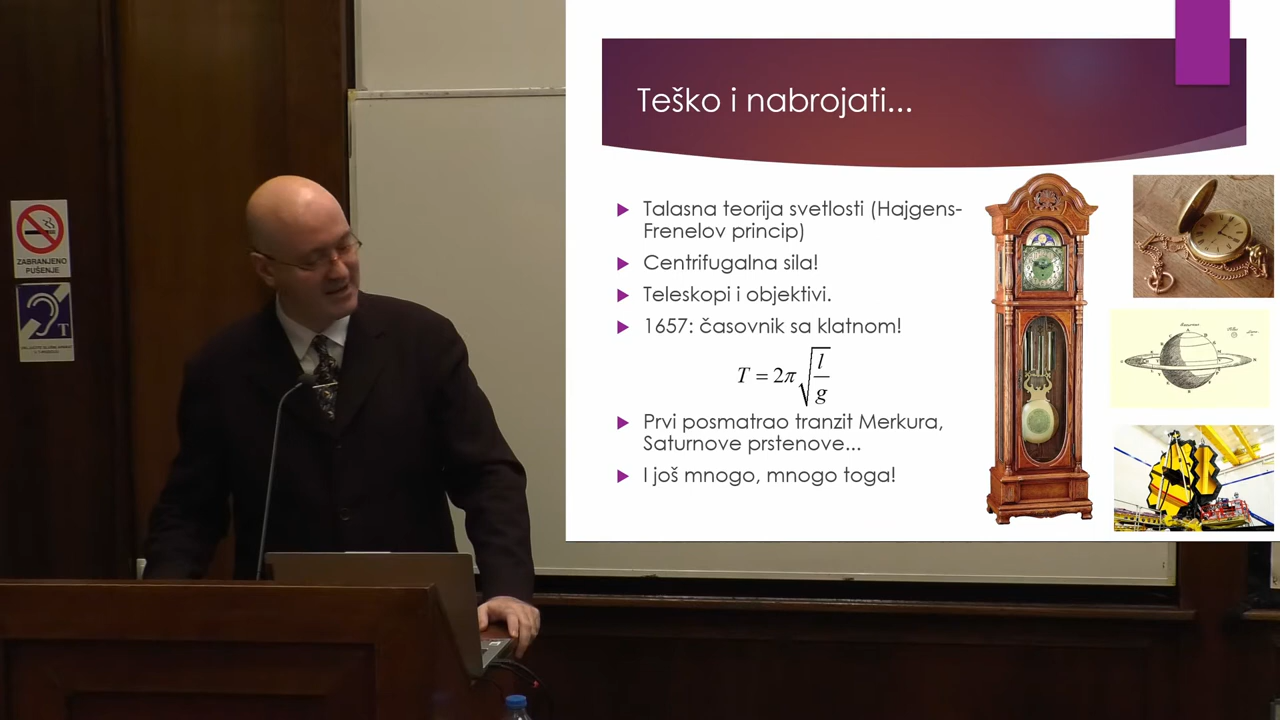 Teško i nabrojati...
Talasna teorija svetlosti (Hajgens-
Frenelov princip)
Centrifugalna sila!
Teleskopi i objektivi.
1657: časovnik sa klatnom!
T = 2π√(l/g)
Prvi posmatrao tranzit Merkura,
Saturnove prstenove...
I još mnogo, mnogo toga!
ZABRANJENO
PUŠENJE
T